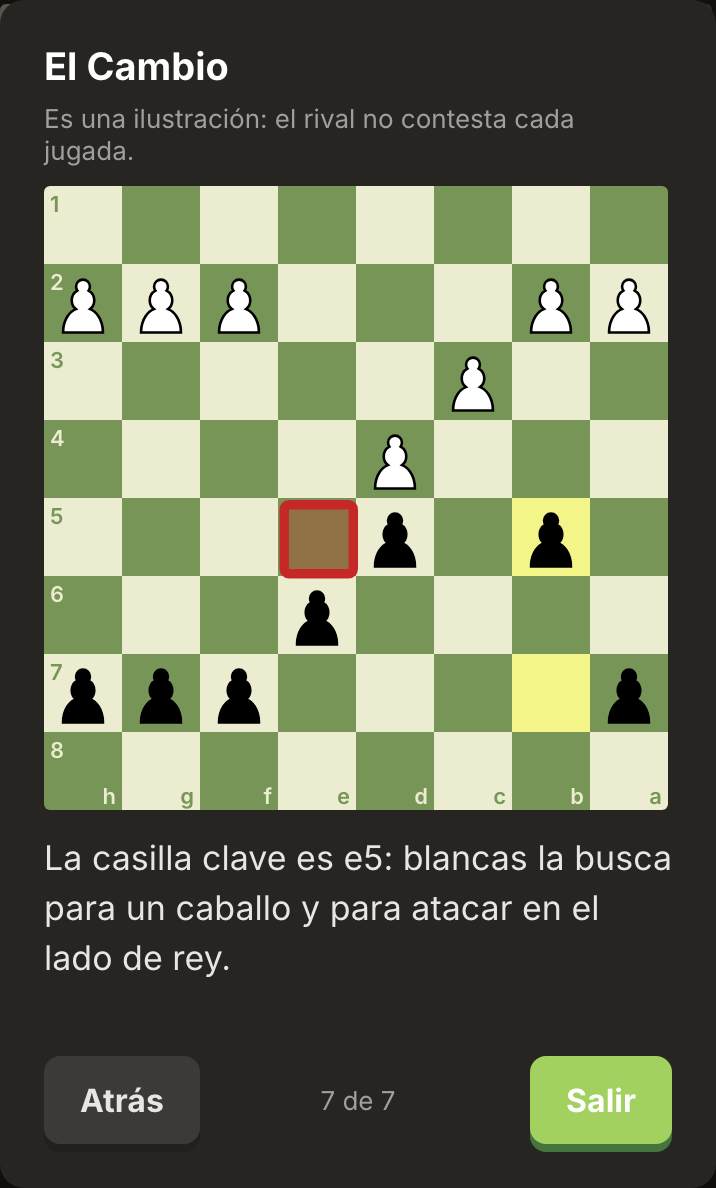 El Cambio
Es una ilustración: el rival no contesta cada
jugada.
1
2
3
4
5
6
7
8
h g f e d c b a
La casilla clave es e5: blancas la busca
para un caballo y para atacar en el
lado de rey.
Atrás
7 de 7
Salir